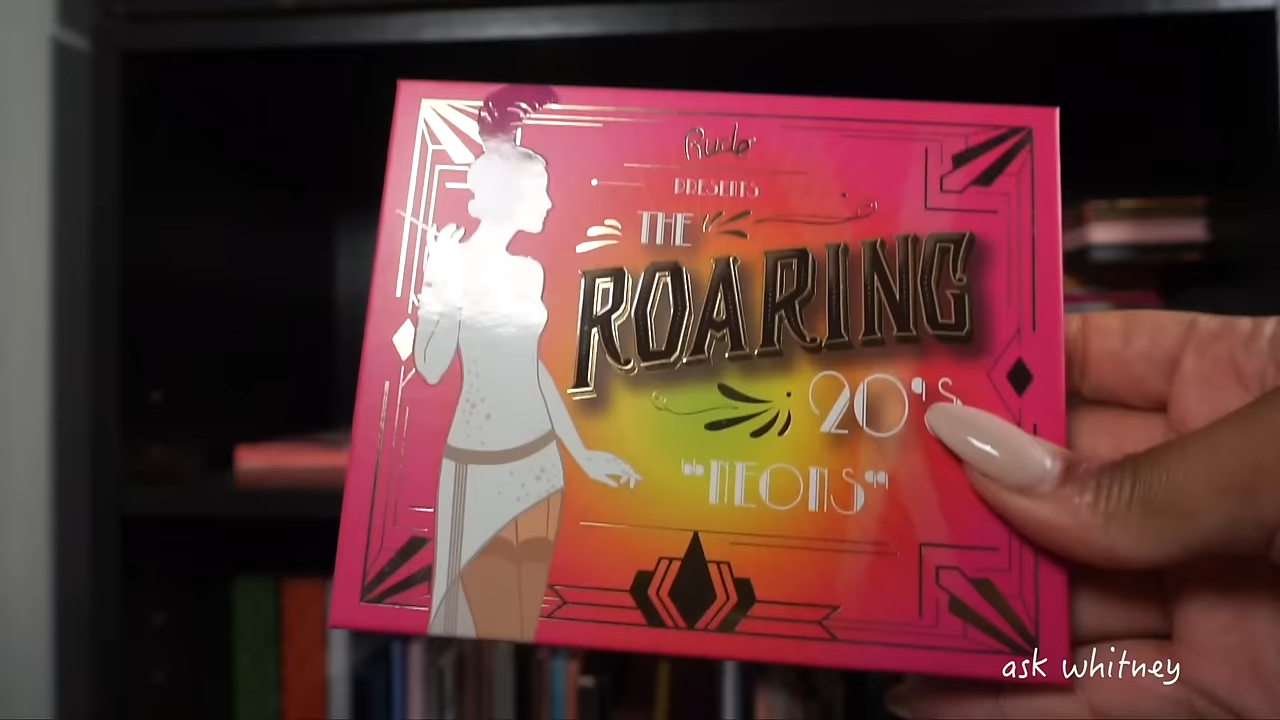 Rude
PRESENTS
THE
ROARING
20's
"NEONS"
ask whitney